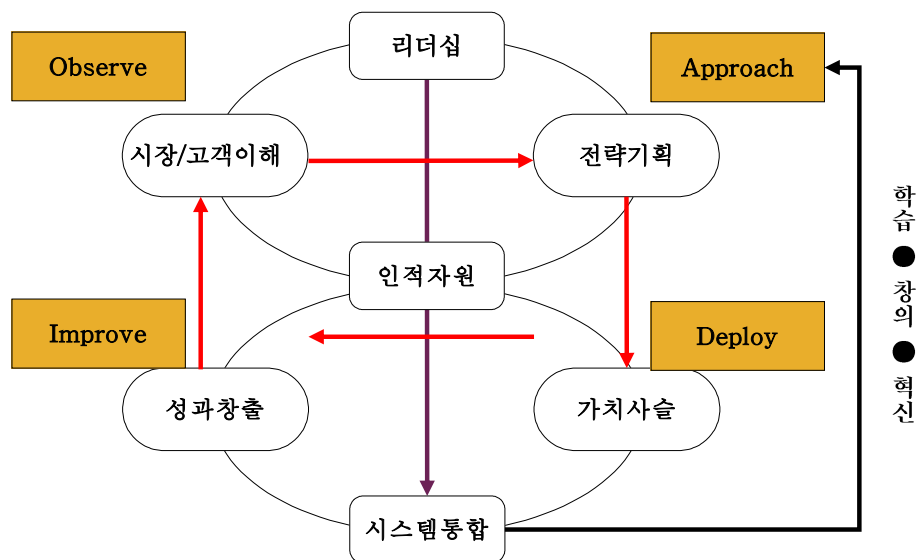 리더십
Observe
Approach
시장/고객이해
전략기획
인적자원
Improve
Deploy
성과창출
가치사슬
시스템통합
학습 ● 창의 ● 혁신